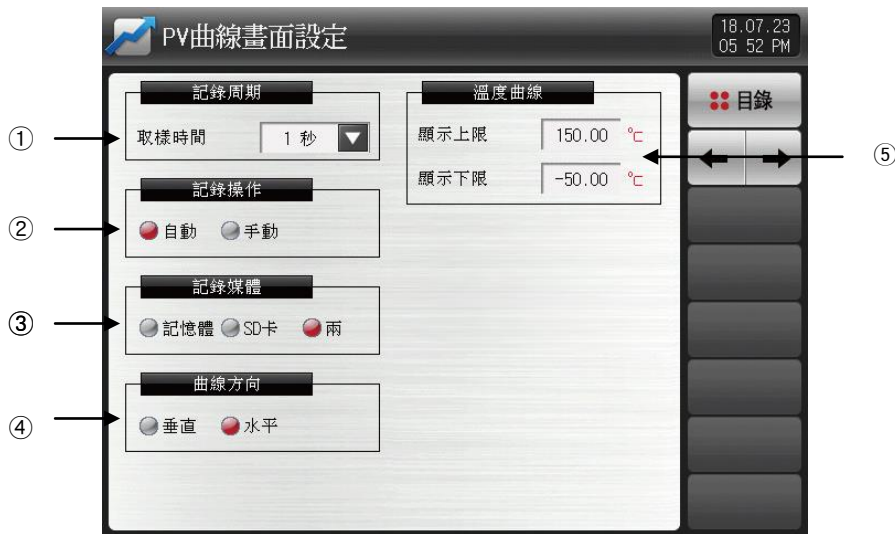 PV曲線畫面設定
18.07.23
05 52 PM
記錄周期
取樣時間 1 秒
記錄操作
自動 手動
記錄媒體
記憶體 SD卡 兩
曲線方向
垂直 水平
溫度曲線
顯示上限 150.00 ℃
顯示下限 -50.00 ℃
目錄
①
②
③
④
⑤